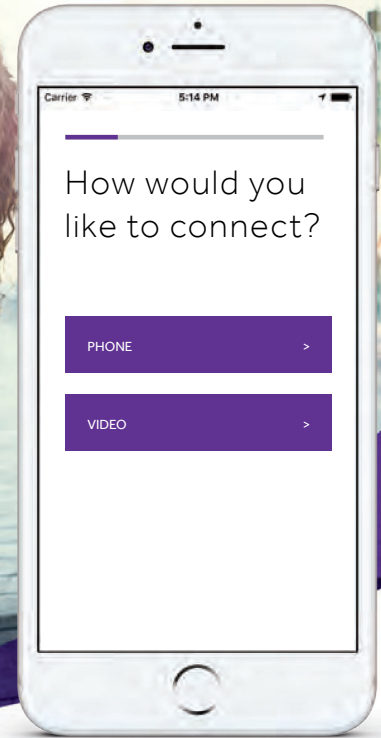 Carrier 5:14 PM
How would you
like to connect?
PHONE >
VIDEO >